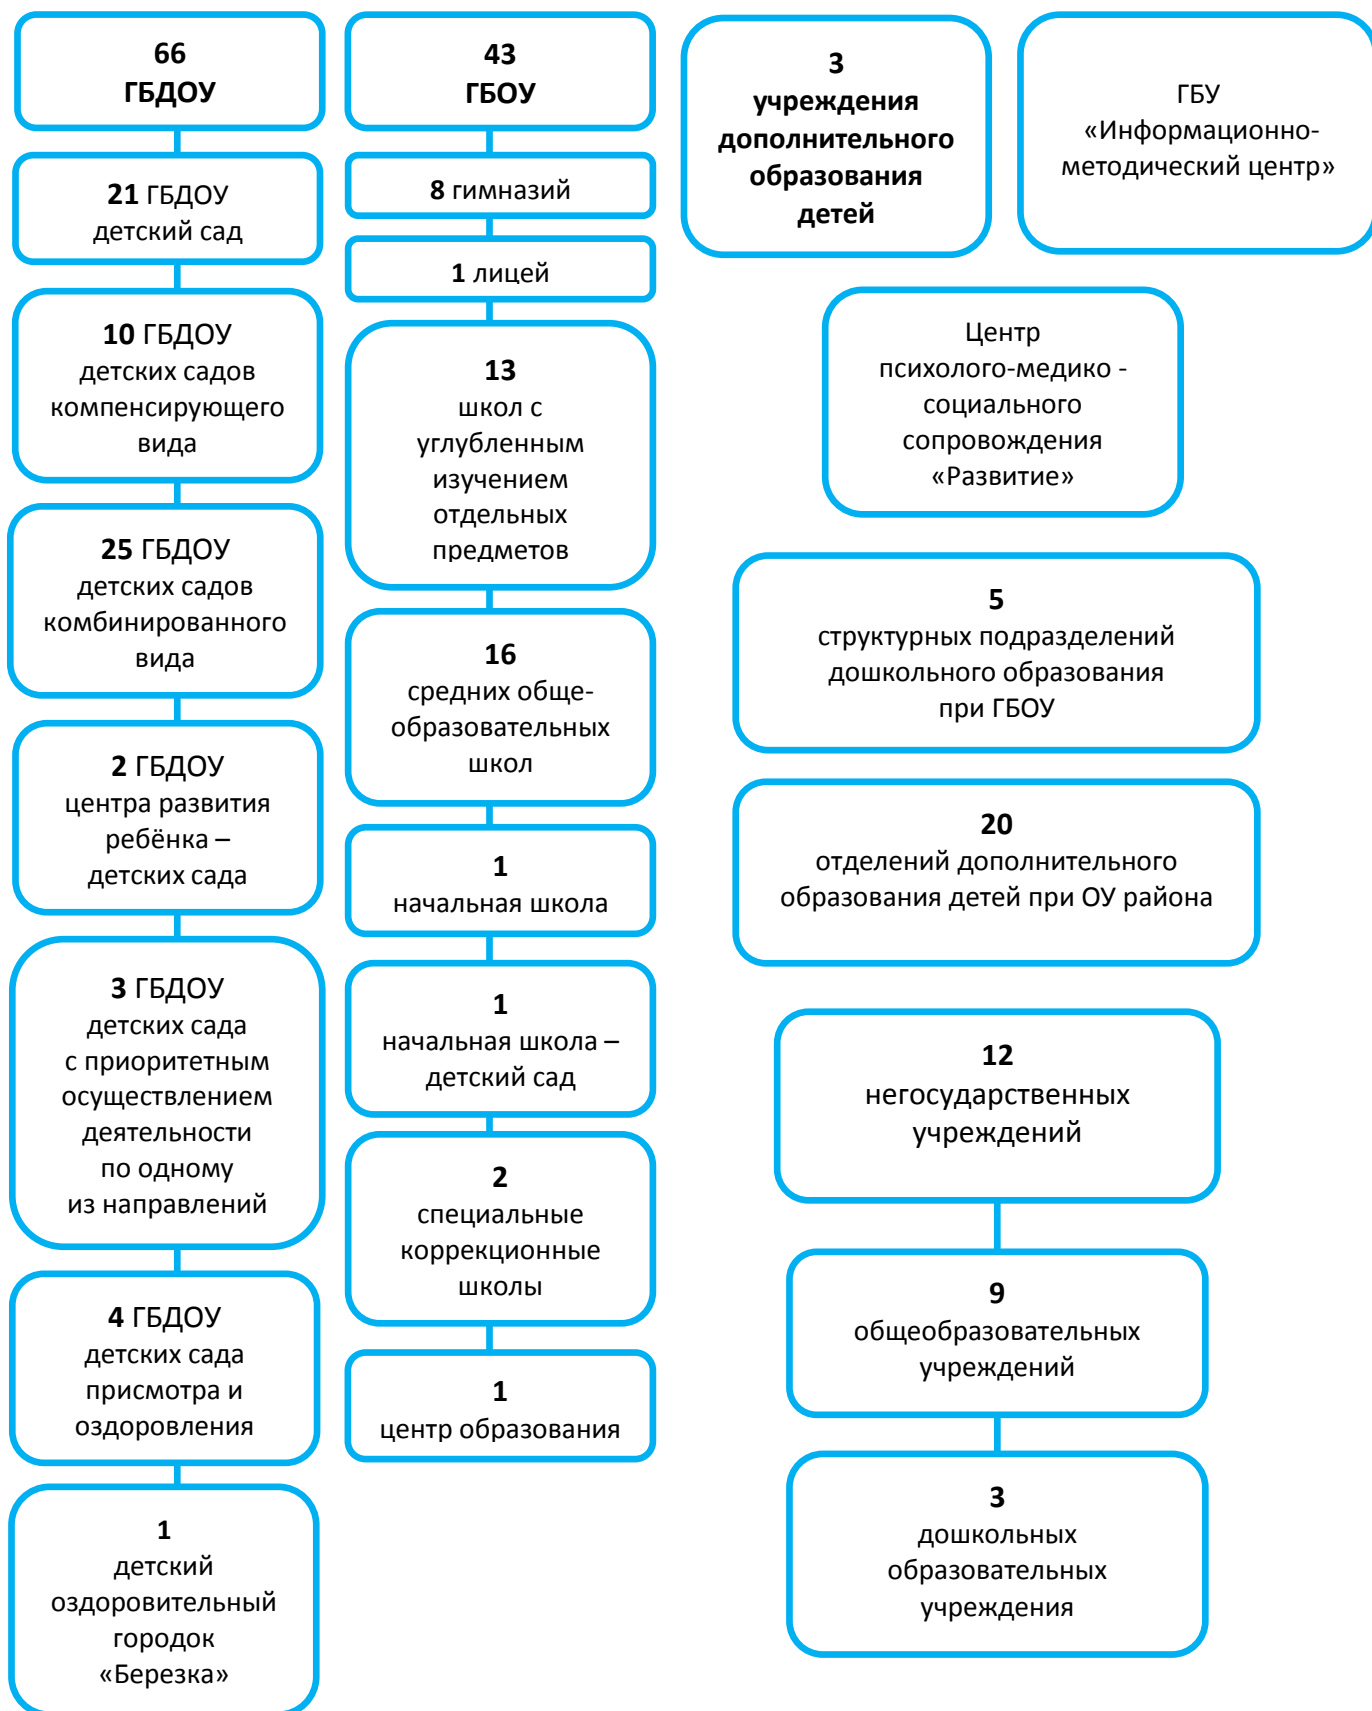 66
ГБДОУ
21 ГБДОУ
детский сад
10 ГБДОУ
детских садов
компенсирующего
вида
25 ГБДОУ
детских садов
комбинированного
вида
2 ГБДОУ
центра развития
ребёнка –
детских сада
3 ГБДОУ
детских сада
с приоритетным
осуществлением
деятельности
по одному
из направлений
4 ГБДОУ
детских сада
присмотра и
оздоровления
1
детский
оздоровительный
городок
«Березка»
43
ГБОУ
8 гимназий
1 лицей
13
школ с
углубленным
изучением
отдельных
предметов
16
средних обще-
образовательных
школ
1
начальная школа
1
начальная школа –
детский сад
2
специальные
коррекционные
школы
1
центр образования
3
учреждения
дополнительного
образования
детей
ГБУ
«Информационно-
методический центр»
Центр
психолого-медико -
социального
сопровождения
«Развитие»
5
структурных подразделений
дошкольного образования
при ГБОУ
20
отделений дополнительного
образования детей при ОУ района
12
негосударственных
учреждений
9
общеобразовательных
учреждений
3
дошкольных
образовательных
учреждения